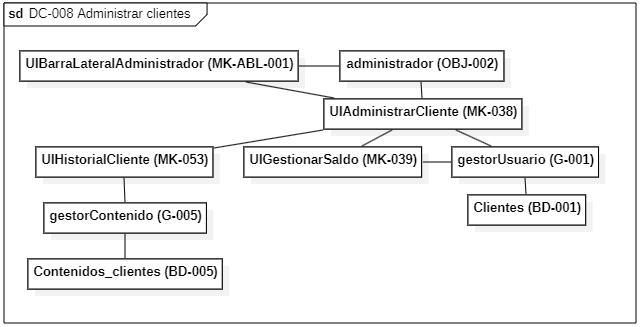 sd DC-008 Administrar clientes
UIBarraLateralAdministrador (MK-ABL-001)
administrador (OBJ-002)
UIAdministrarCliente (MK-038)
UIHistorialCliente (MK-053)
UIGestionarSaldo (MK-039)
gestorUsuario (G-001)
Clientes (BD-001)
gestorContenido (G-005)
Contenidos_clientes (BD-005)